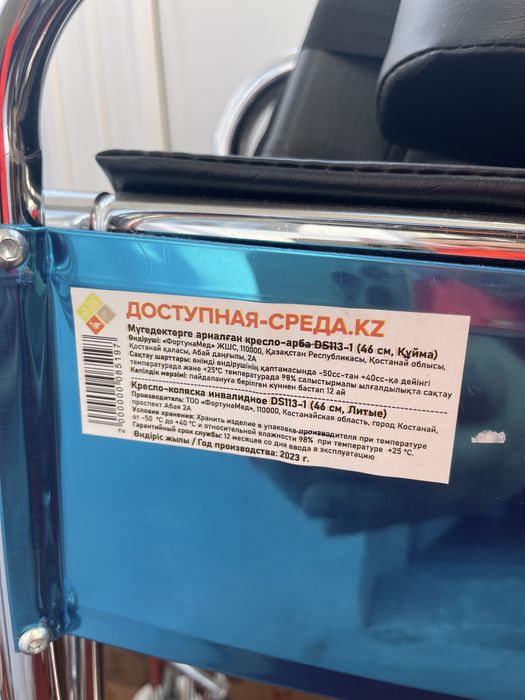 ДОСТУПНАЯ-СРЕДА.KZ
Мүгедектерге арналған кресло-арба DS113-1 (46 см, Құйма)
Өндіруші: «ФортунаМед» ЖШС, 110000, Қазақстан Республикасы, Қостанай облысы,
Қостанай қаласы, Абай даңғылы, 2А
Сақтау шарттары: өнімді өндірушінің қаптамасында -50сс-тан +40сс-қа дейінгі
температурада және +25°С температурада 98% салыстырмалы ылғалдылықта сақтау
Кепілдік мерзімі: пайдалануға берілген күннен бастап 12 ай
Кресло-коляска инвалидное DS113-1 (46 см, Литые)
Производитель: ТОО «ФортунаМед», 110000, Костанайская область, город Костанай,
проспект Абая 2А
Условия хранения: Хранить изделие в упаковке производителя при температуре
от -50 °С до +40 °С и относительной влажности 98% при температуре +25 °С.
Гарантийный срок службы: 12 месяцев со дня ввода в эксплуатацию
Өндіріс жылы / Год производства: 2023 г.
2 000000 085197